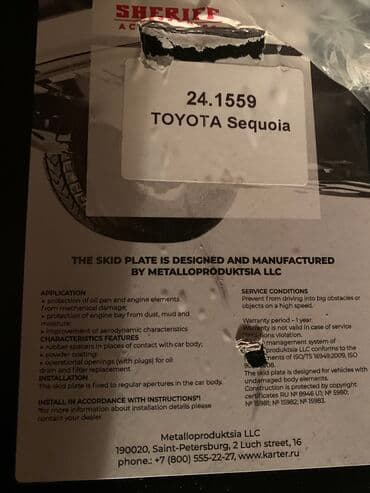 SHERIFF
24.1559
TOYOTA Sequoia
THE SKID PLATE IS DESIGNED AND MANUFACTURED
BY METALLOPRODUKTSIA LLC
APPLICATION
• protection of oil pan and engine elements
from mechanical damage;
• protection of engine bay from dust, mud and
moisture;
• improvement of aerodynamic characteristics
CHARACTERISTICS FEATURES
• rubber spacers in places of contact with car body;
• powder coating;
• operational openings (with plugs) for oil
drain and filter replacement
INSTALLATION
The skid plate is fixed to regular apertures in the car body.
INSTALL IN ACCORDANCE WITH INSTRUCTIONS*!
*for more information about installation details please
contact your dealer.
SERVICE CONDITIONS
Prevent from driving into big obstacles or
objects on a high speed.
Warranty period - 1 year.
Warranty is not valid in case of service
violation.
management system of
Metalloproduktsia LLC conforms to the
of ISO/TS 16949:2009, ISO
The skid plate is designed for vehicles with
undamaged body elements.
Construction is protected by copyright
certificates RU № 8948 U1; № 5980;
№ 15981; № 15982, № 15983.
Metalloproduktsia LLC
190020, Saint-Petersburg, 2 Luch street, 16
phone.: +7 (800) 555-22-27, www.karter.ru